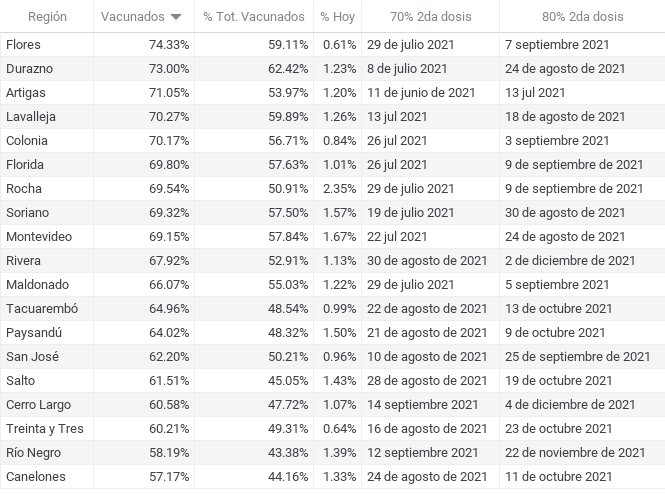 Región Vacunados % Tot. Vacunados % Hoy 70% 2da dosis 80% 2da dosis
Flores 74.33% 59.11% 0.61% 29 de julio 2021 7 septiembre 2021
Durazno 73.00% 62.42% 1.23% 8 de julio 2021 24 de agosto de 2021
Artigas 71.05% 53.97% 1.20% 11 de junio de 2021 13 jul 2021
Lavalleja 70.27% 59.89% 1.26% 13 jul 2021 18 de agosto de 2021
Colonia 70.17% 56.71% 0.84% 26 jul 2021 3 septiembre 2021
Florida 69.80% 57.63% 1.01% 26 jul 2021 9 de septiembre de 2021
Rocha 69.54% 50.91% 2.35% 29 de julio 2021 9 de septiembre de 2021
Soriano 69.32% 57.50% 1.57% 19 de julio 2021 30 de agosto de 2021
Montevideo 69.15% 57.84% 1.67% 22 jul 2021 24 de agosto de 2021
Rivera 67.92% 52.91% 1.13% 30 de agosto de 2021 2 de diciembre de 2021
Maldonado 66.07% 55.03% 1.22% 29 de julio 2021 5 septiembre 2021
Tacuarembó 64.96% 48.54% 0.99% 22 de agosto de 2021 13 de octubre 2021
Paysandú 64.02% 48.32% 1.50% 21 de agosto de 2021 9 de octubre 2021
San José 62.20% 50.21% 0.96% 10 de agosto de 2021 25 de septiembre de 2021
Salto 61.51% 45.05% 1.43% 28 de agosto de 2021 19 de octubre 2021
Cerro Largo 60.58% 47.72% 1.07% 14 septiembre 2021 4 de diciembre de 2021
Treinta y Tres 60.21% 49.31% 0.64% 16 de agosto de 2021 23 de octubre 2021
Río Negro 58.19% 43.38% 1.39% 12 septiembre 2021 22 de noviembre de 2021
Canelones 57.17% 44.16% 1.33% 24 de agosto de 2021 11 de octubre 2021